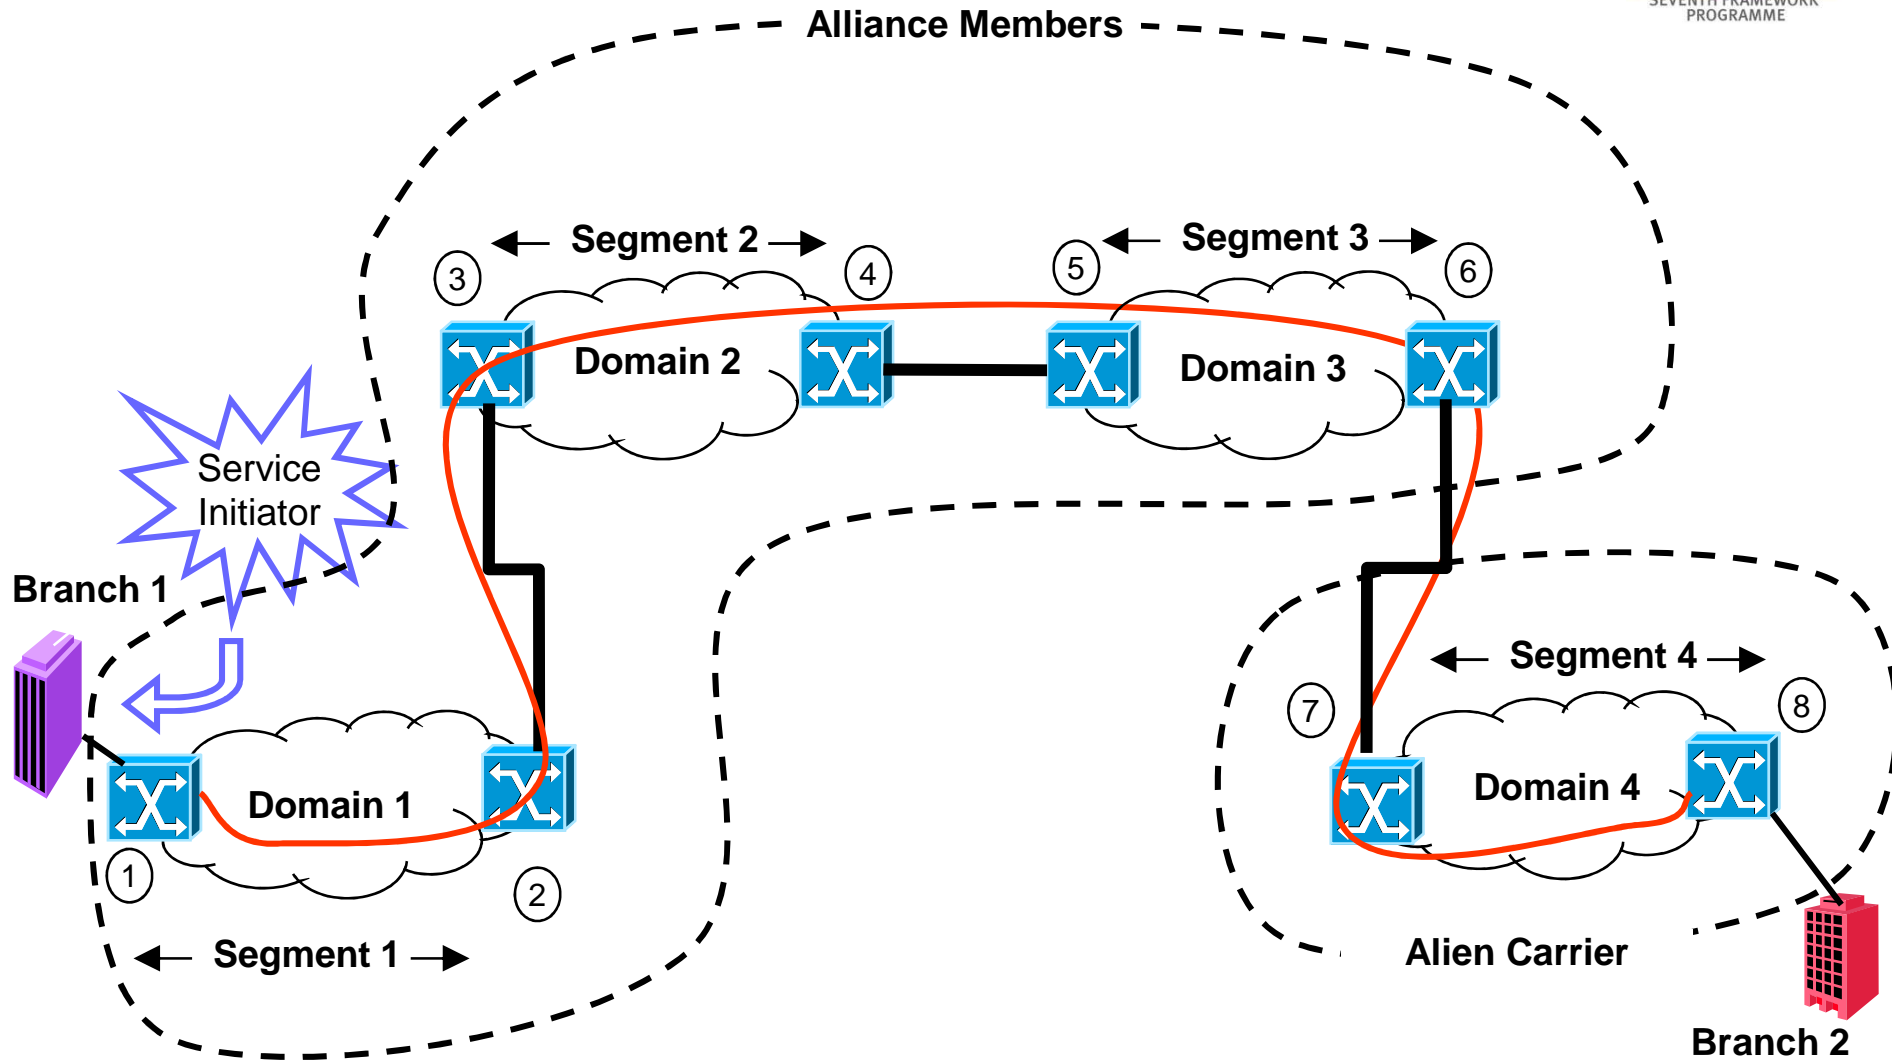 SEVENTH FRAMEWORK
PROGRAMME
Alliance Members
Segment 2
Segment 3
3
4
5
6
Domain 2
Domain 3
Service
Initiator
Branch 1
Segment 4
7
8
Domain 1
Domain 4
1
2
Segment 1
Alien Carrier
Branch 2